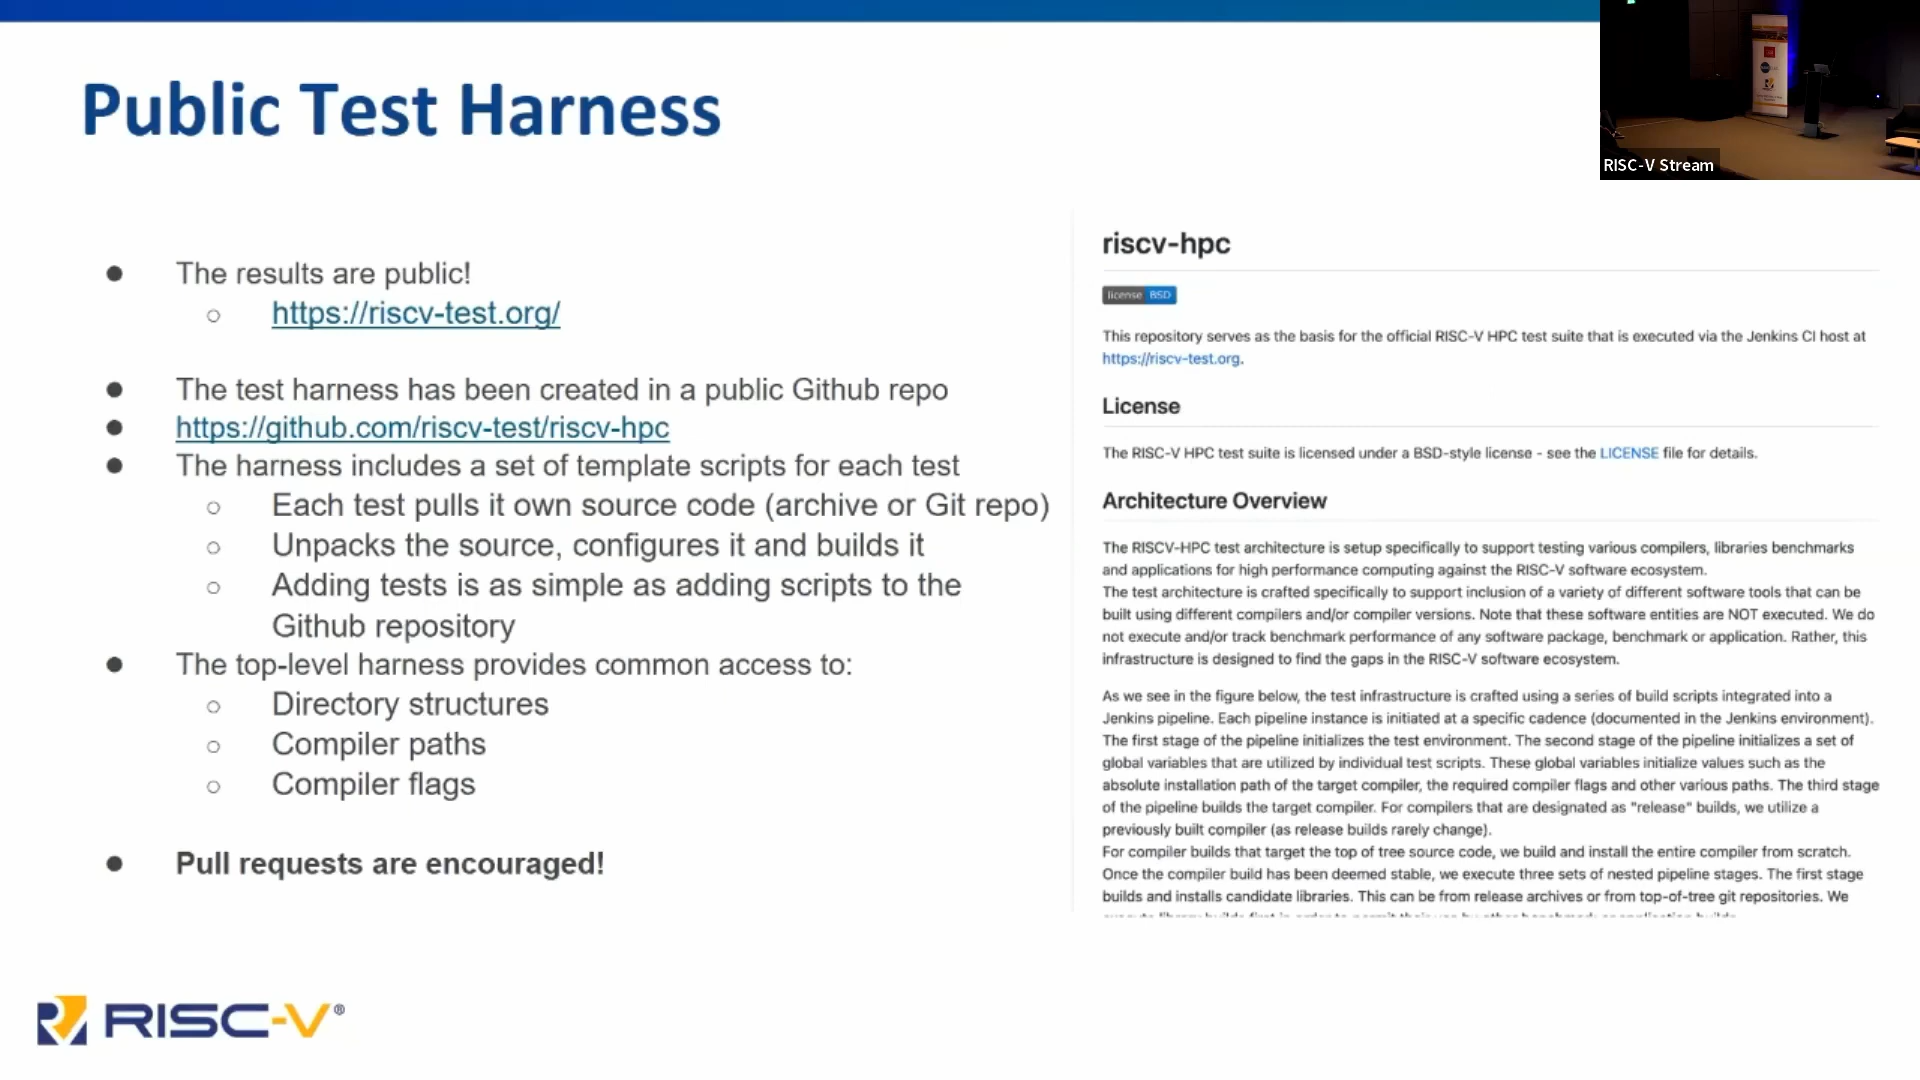 Public Test Harness
RISC-V Stream
The results are public!
https://riscv-test.org/
The test harness has been created in a public Github repo
https://github.com/riscv-test/riscv-hpc
The harness includes a set of template scripts for each test
Each test pulls it own source code (archive or Git repo)
Unpacks the source, configures it and builds it
Adding tests is as simple as adding scripts to the
Github repository
The top-level harness provides common access to:
Directory structures
Compiler paths
Compiler flags
Pull requests are encouraged!
riscv-hpc
license BSD
This repository serves as the basis for the official RISC-V HPC test suite that is executed via the Jenkins CI host at
https://riscv-test.org.
License
The RISC-V HPC test suite is licensed under a BSD-style license - see the LICENSE file for details.
Architecture Overview
The RISCV-HPC test architecture is setup specifically to support testing various compilers, libraries benchmarks
and applications for high performance computing against the RISC-V software ecosystem.
The test architecture is crafted specifically to support inclusion of a variety of different software tools that can be
built using different compilers and/or compiler versions. Note that these software entities are NOT executed. We do
not execute and/or track benchmark performance of any software package, benchmark or application. Rather, this
infrastructure is designed to find the gaps in the RISC-V software ecosystem.
As we see in the figure below, the test infrastructure is crafted using a series of build scripts integrated into a
Jenkins pipeline. Each pipeline instance is initiated at a specific cadence (documented in the Jenkins environment).
The first stage of the pipeline initializes the test environment. The second stage of the pipeline initializes a set of
global variables that are utilized by individual test scripts. These global variables initialize values such as the
absolute installation path of the target compiler, the required compiler flags and other various paths. The third stage
of the pipeline builds the target compiler. For compilers that are designated as "release" builds, we utilize a
previously built compiler (as release builds rarely change).
For compiler builds that target the top of tree source code, we build and install the entire compiler from scratch.
Once the compiler build has been deemed stable, we execute three sets of nested pipeline stages. The first stage
builds and installs candidate libraries. This can be from release archives or from top-of-tree git repositories. We
RISC-V®